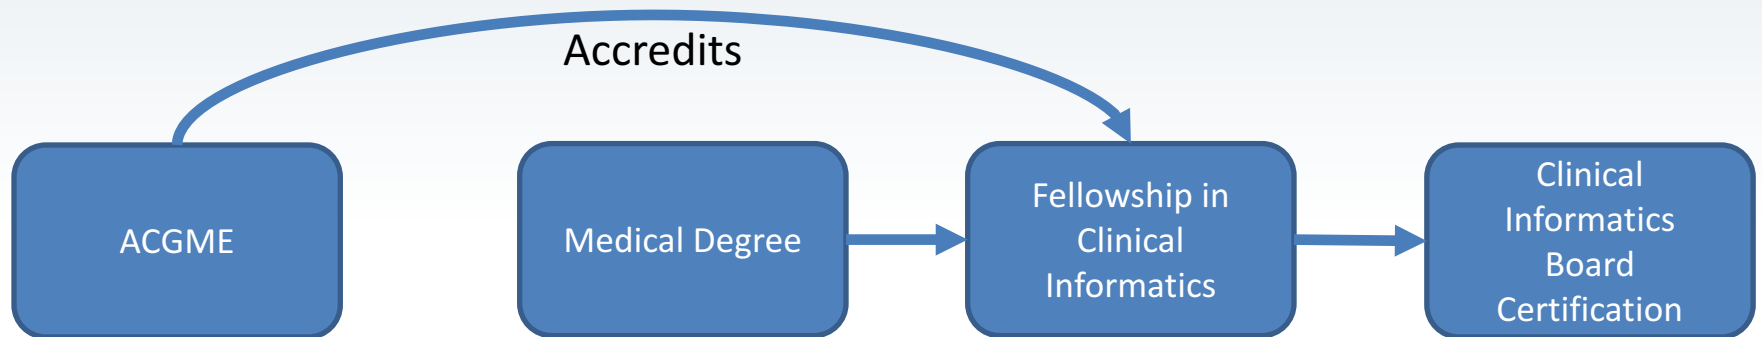 Accredits
ACGME
Medical Degree
Fellowship in
Clinical
Informatics
Clinical
Informatics
Board
Certification